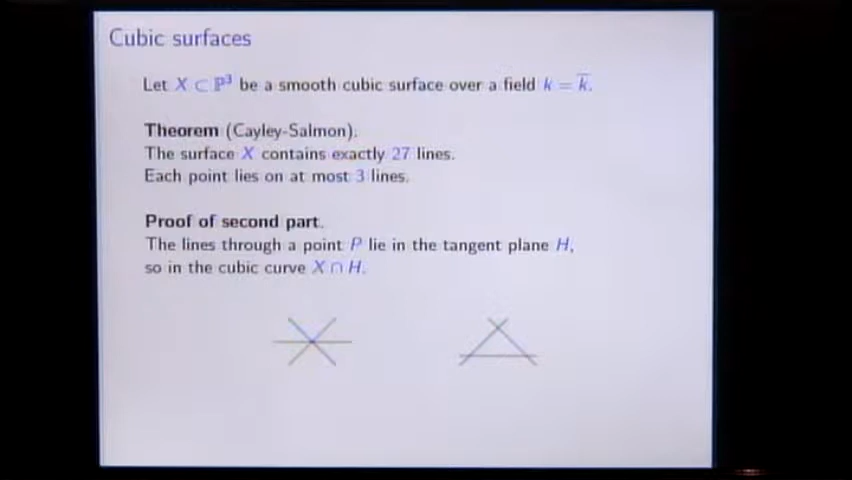 Cubic surfaces
Let X ⊂ ℙ³ be a smooth cubic surface over a field k = k̅.
Theorem (Cayley-Salmon).
The surface X contains exactly 27 lines.
Each point lies on at most 3 lines.
Proof of second part.
The lines through a point P lie in the tangent plane H,
so in the cubic curve X ∩ H.